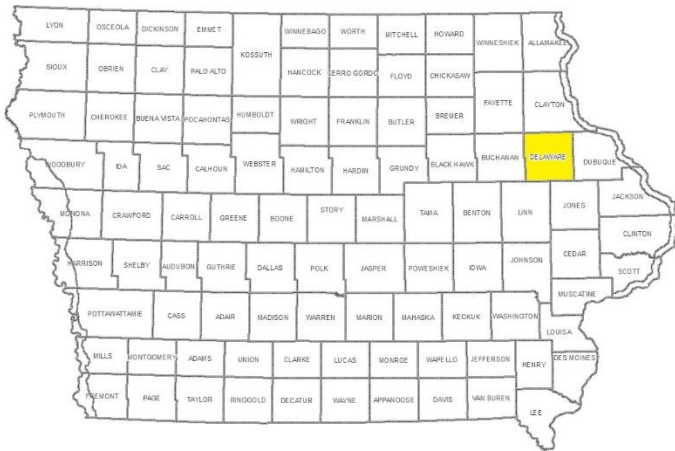 LYON
OSCEOLA
DICKINSON
EMMET
KOSSUTH
WINNEBAGO
WORTH
MITCHELL
HOWARD
WINNESHIEK
ALLAMAKEE
SIOUX
OBRIEN
CLAY
PALO ALTO
HANCOCK
CERRO GORDO
FLOYD
CHICKASAW
FAYETTE
CLAYTON
PLYMOUTH
CHEROKEE
BUENA VISTA
POCAHONTAS
HUMBOLDT
WRIGHT
FRANKLIN
BUTLER
BREMER
WOODBURY
IDA
SAC
CALHOUN
WEBSTER
HAMILTON
HARDIN
GRUNDY
BLACK HAWK
BUCHANAN
DELAWARE
DUBUQUE
MONONA
CRAWFORD
CARROLL
GREENE
BOONE
STORY
MARSHALL
TAMA
BENTON
LINN
JONES
JACKSON
CLINTON
HARRISON
SHELBY
AUDUBON
GUTHRIE
DALLAS
POLK
JASPER
POWESHIEK
IOWA
JOHNSON
CEDAR
SCOTT
MUSCATINE
POTTAWATTAMIE
CASS
ADAIR
MADISON
WARREN
MARION
MAHASKA
KEOKUK
WASHINGTON
LOUISA
MILLS
MONTGOMERY
ADAMS
UNION
CLARKE
LUCAS
MONROE
WAPELLO
JEFFERSON
HENRY
DES MOINES
FREMONT
PAGE
TAYLOR
RINGGOLD
DECATUR
WAYNE
APPANOOSE
DAVIS
VAN BUREN
LEE